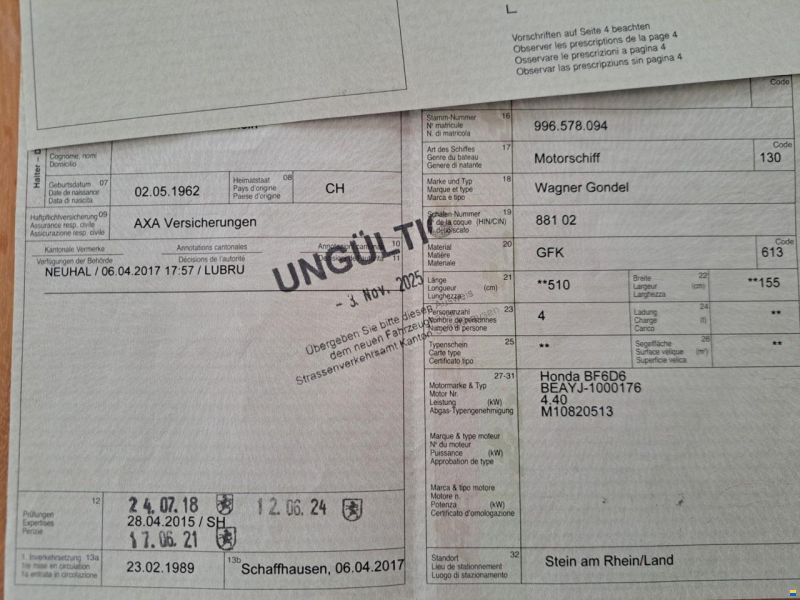 Vorschriften auf Seite 4 beachten
Observer les prescriptions de la page 4
Osservare le prescrizioni a pagina 4
Observar las prescripziuns sin pagina 4
Halter
Cognome, nomi
Domicilio
Geburtsdatum 07
Date de naissance
Data di nascita
02.05.1962
Heimatstaat 08
Pays d'origine
Paese d'origine
CH
Haftpflichtversicherung 09
Assurance resp. civile
Assicurazione resp. civile
AXA Versicherungen
Kantonale Vermerke
Annotations cantonales
10
Verfügungen der Behörde
Décisions de l'autorité
11
NEUHAL / 06.04.2017 17:57 / LUBRU
UNGÜLTIG
- 3. Nov. 2025
Übergeben Sie bitte diesen Ausweis
dem neuen Fahrzeug
Strassenverkehrsamt Kanton
12
Prüfungen
Expertises
Perizie
24.07.18
12.06.24
28.04.2015 / SH
17.06.21
1. Inverkehrsetzung 13a
1re mise en circulation
1a entrata in circolazione
23.02.1989
13b
Schaffhausen, 06.04.2017
Code
Stamm-Nummer 16
N° matricule
N. di matricola
996.578.094
Art des Schiffes 17
Genre du bateau
Genere di natante
Motorschiff
Code
130
Marke und Typ 18
Marque et type
Marca e tipo
Wagner Gondel
Schalen-Nummer 19
N° de la coque (HIN/CIN)
881 02
Material 20
Matière
Materiale
GFK
Code
613
Länge 21
Longueur (cm)
Lunghezza
**510
Breite 22
Largeur (cm)
Larghezza
**155
Personenzahl 23
Nombre de personnes
Numero di persone
4
Ladung 24
Charge (t)
Carico
**
Typenschein 25
Carte type
Certificato tipo
**
Segelfläche 26
Surface vélique (m²)
Superficie velica
**
27-31
Motormarke & Typ
Motor Nr.
Leistung (kW)
Abgas-Typengenehmigung
Honda BF6D6
BEAYJ-1000176
4.40
M10820513
Marque & type moteur
N° du moteur
Puissance (kW)
Approbation de type
Marca & tipo motore
Motore n.
Potenza (kW)
Certificato d'omologazione
Standort 32
Lieu de stationnement
Luogo di stazionamento
Stein am Rhein/Land